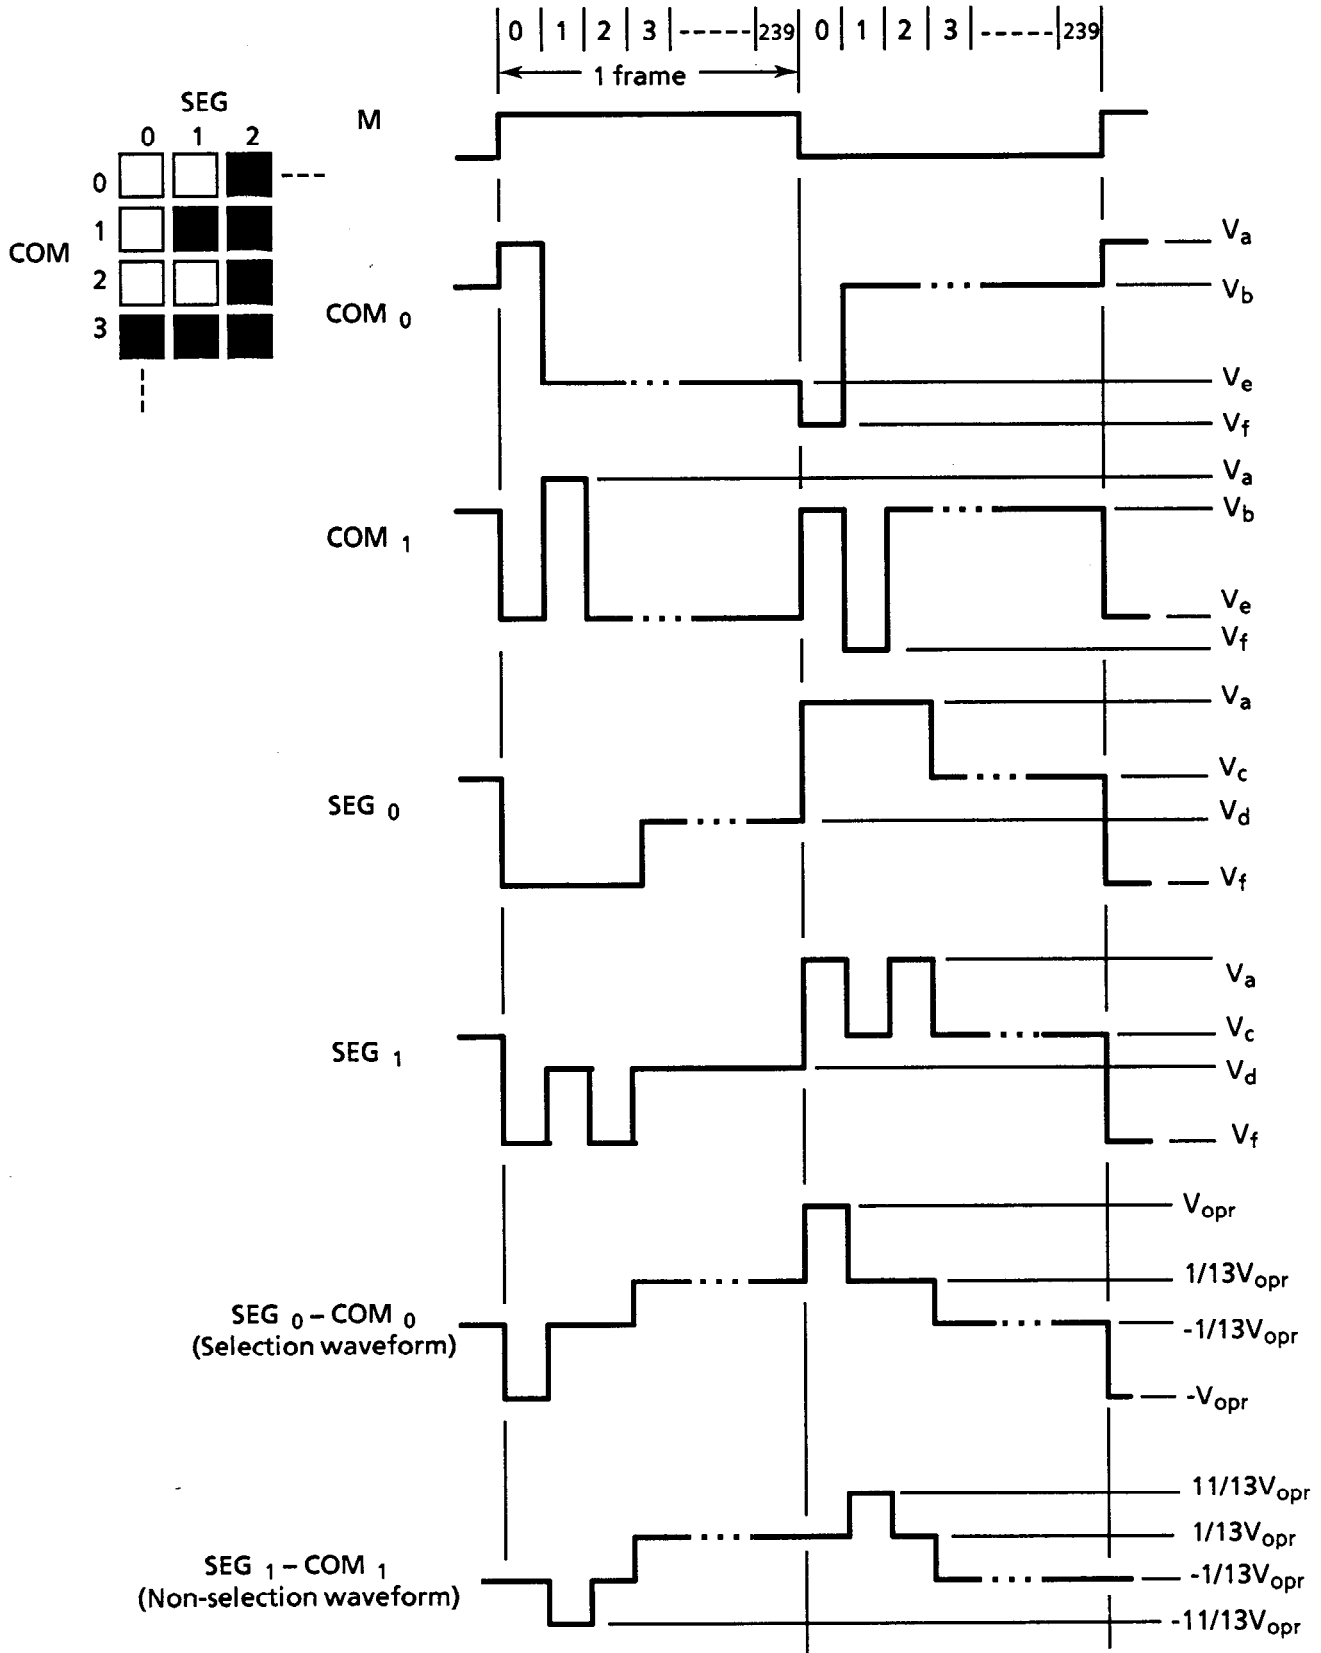 0 1 2 3 ------ 239 0 1 2 3 ------ 239
1 frame
M
SEG
0 1 2
COM
0
1
2
3
COM 0
Va
Vb
Ve
Vf
COM 1
Va
Vb
Ve
Vf
SEG 0
Va
Vc
Vd
Vf
SEG 1
Va
Vc
Vd
Vf
SEG 0 – COM 0
(Selection waveform)
Vopr
1/13Vopr
-1/13Vopr
-Vopr
SEG 1 – COM 1
(Non-selection waveform)
11/13Vopr
1/13Vopr
-1/13Vopr
-11/13Vopr